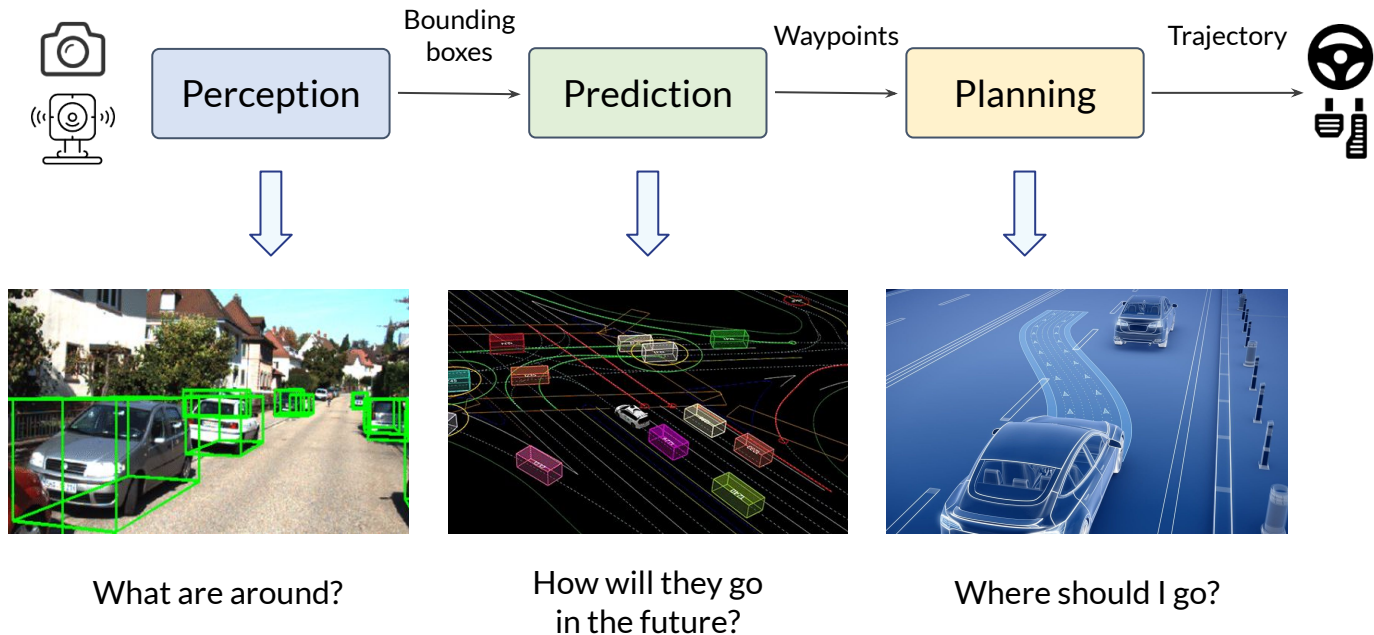 Bounding
boxes
Waypoints
Trajectory
Perception
Prediction
Planning
What are around?
How will they go
in the future?
Where should I go?